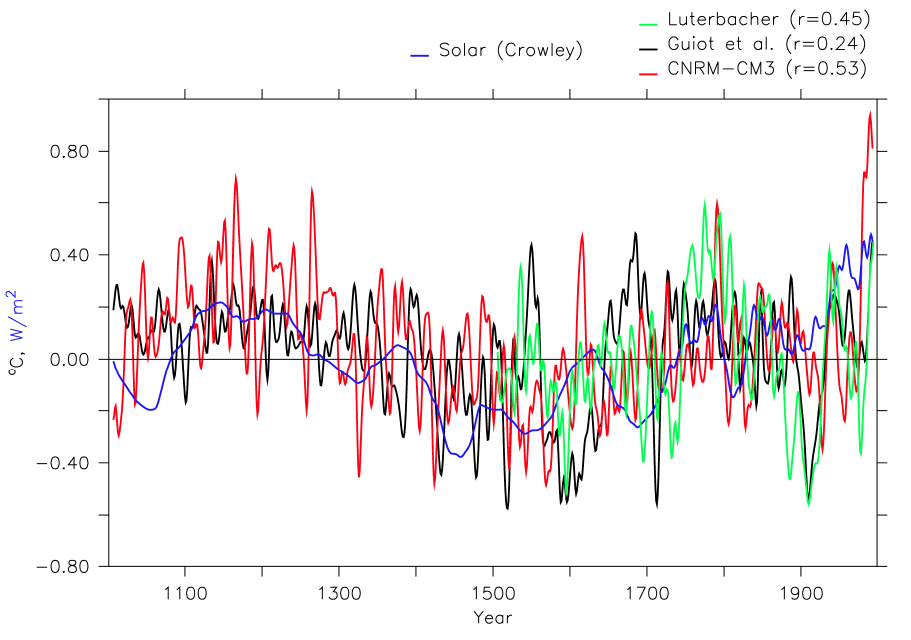 Luterbacher (r=0.45)
Solar (Crowley)
Guiot et al. (r=0.24)
CNRM−CM3 (r=0.53)
0.80
0.40
0.00
−0.40
−0.80
°C, W/m²
1100 1300 1500 1700 1900
Year